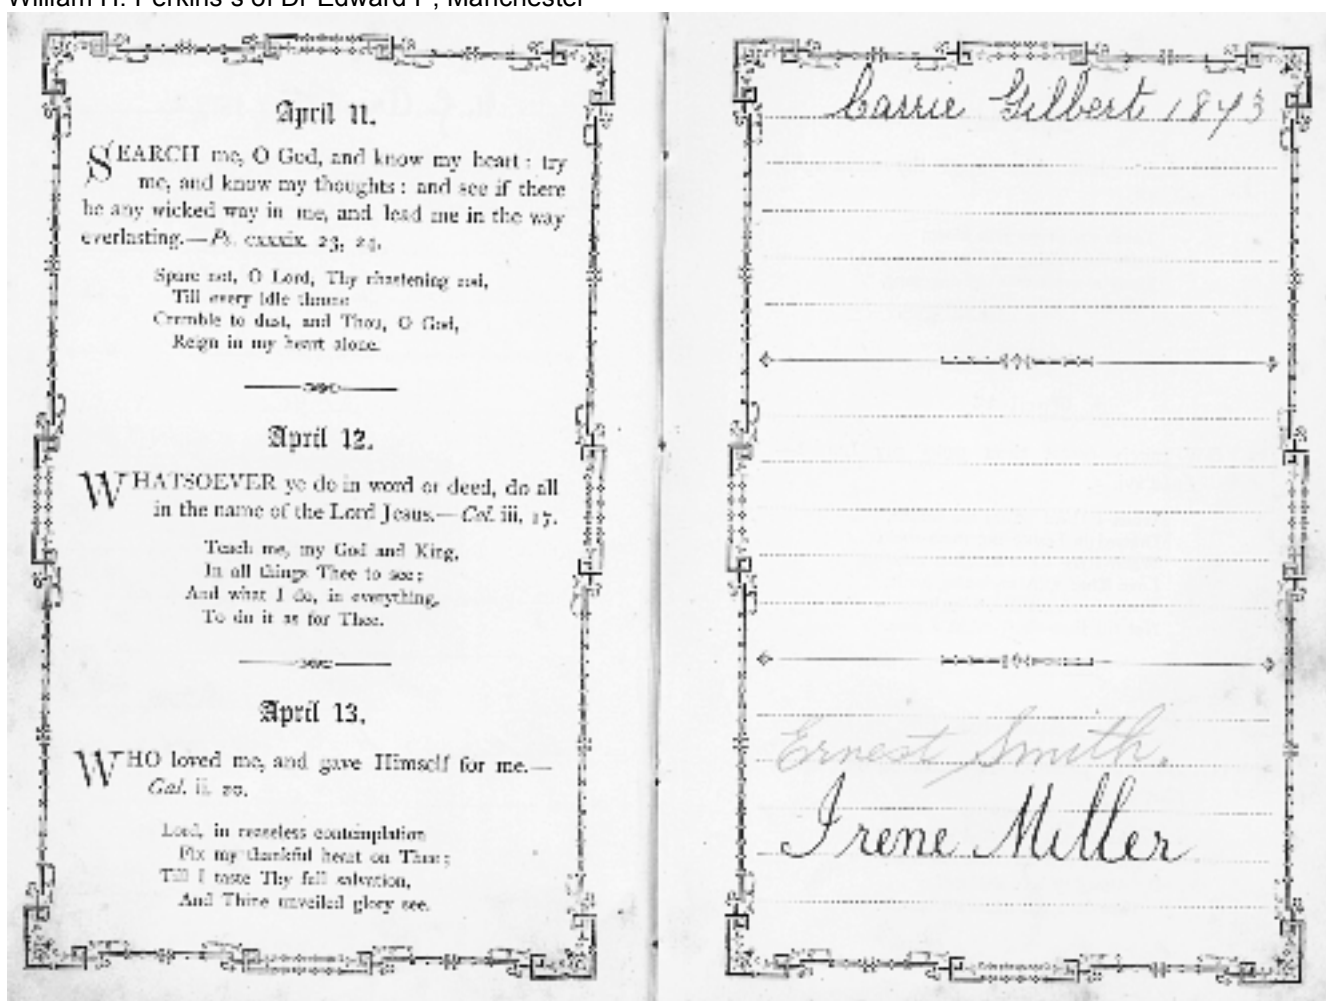 William H. Perkins s of Dr Edward P, Manchester
April 11.
SEARCH me, O God, and know my heart : try
me, and know my thoughts : and see if there
be any wicked way in me, and lead me in the way
everlasting.—Ps. cxxxix. 23, 24.
Spare not, O Lord, Thy chastening rod,
Till every idle throne
Crumble to dust, and Thou, O God,
Reign in my heart alone.
April 12.
WHATSOEVER ye do in word or deed, do all
in the name of the Lord Jesus.—Col. iii. 17.
Teach me, my God and King,
In all things Thee to see ;
And what I do, in everything,
To do it as for Thee.
April 13.
WHO loved me, and gave Himself for me.—
Gal. ii. 20.
Lord, in ceaseless contemplation
Fix my thankful heart on Thee ;
Till I taste Thy full salvation,
And Thine unveiled glory see.
Carrie Gilbert 1873
Ernest Smith.
Irene Miller